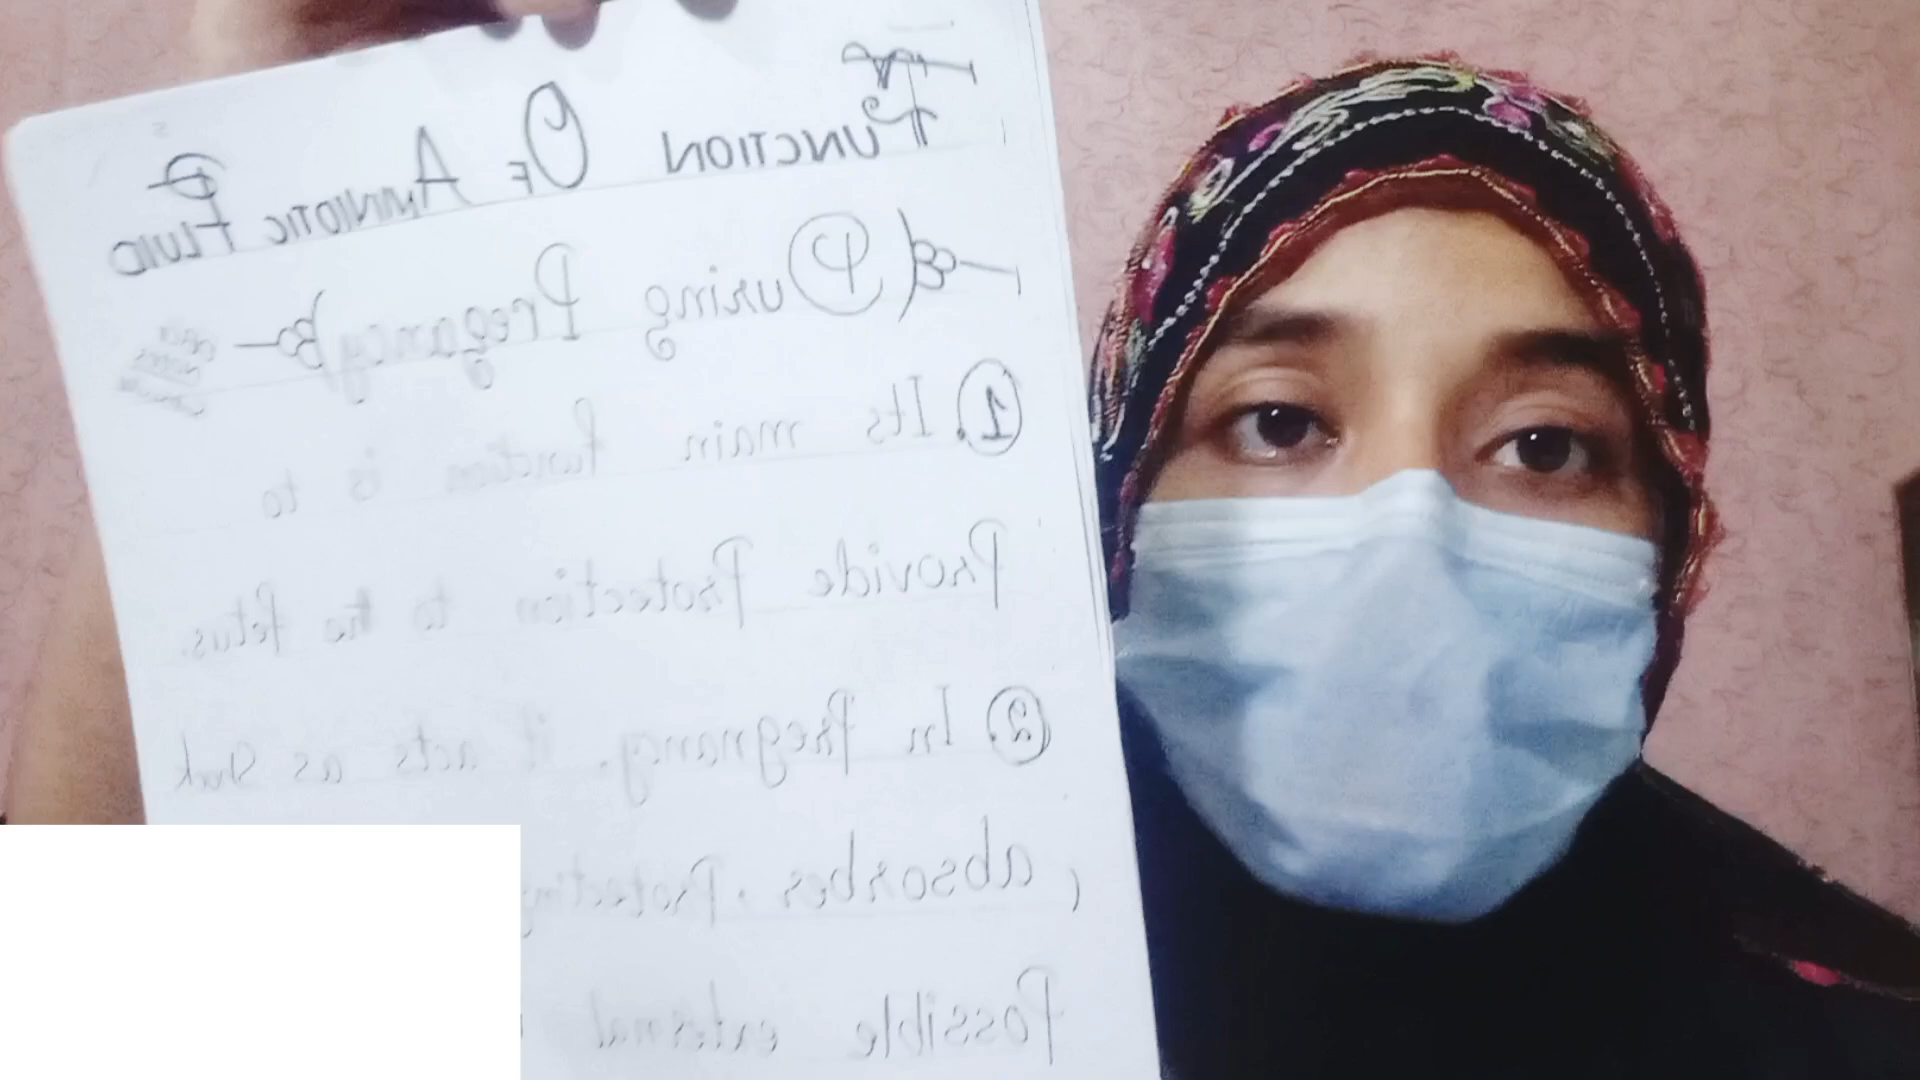 FUNCTION OF AMNIOTIC FLUID
During Pregancy
1. Its main function is to
Provide Protection to the fetus.
2. In Pregnancy, it acts as Shock
absorber, Protecting
Possible external